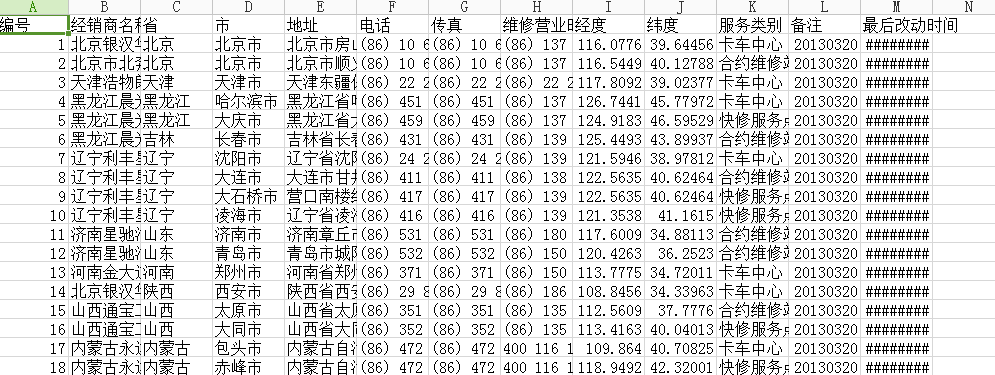 A B C D E F G H I J K L M N
编号 经销商名称 省 市 地址 电话 传真 维修营业时 经度 纬度 服务类别 备注 最后改动时间
1 北京银汉 北京 北京市 北京市房山 (86) 10 6 (86) 10 6 (86) 137 116.0776 39.64456 卡车中心 20130320 ########
2 北京市北 北京 北京市 北京市顺义 (86) 10 6 (86) 10 6 (86) 137 116.5449 40.12788 合约维修站 20130320 ########
3 天津浩物 天津 天津市 天津东疆保 (86) 22 2 (86) 22 2 (86) 22 2 117.8092 39.02377 卡车中心 20130320 ########
4 黑龙江晨 黑龙江 哈尔滨市 黑龙江省哈 (86) 451 (86) 451 (86) 137 126.7441 45.77972 卡车中心 20130320 ########
5 黑龙江晨 黑龙江 大庆市 黑龙江省大 (86) 459 (86) 459 (86) 137 124.9183 46.59529 快修服务点 20130320 ########
6 黑龙江晨 吉林 长春市 吉林省长春 (86) 431 (86) 431 (86) 139 125.4493 43.89937 合约维修站 20130320 ########
7 辽宁利丰 辽宁 沈阳市 辽宁省沈阳 (86) 24 2 (86) 24 2 (86) 139 121.5946 38.97812 卡车中心 20130320 ########
8 辽宁利丰 辽宁 大连市 大连市甘井 (86) 411 (86) 411 (86) 138 122.5635 40.62464 合约维修站 20130320 ########
9 辽宁利丰 辽宁 大石桥市 营口南楼经 (86) 417 (86) 417 (86) 139 122.5635 40.62464 快修服务点 20130320 ########
10 辽宁利丰 辽宁 凌海市 辽宁省凌海 (86) 416 (86) 416 (86) 139 121.3538 41.1615 快修服务点 20130320 ########
11 济南星驰 山东 济南市 济南章丘市 (86) 531 (86) 531 (86) 180 117.6009 34.88113 合约维修站 20130320 ########
12 济南星驰 山东 青岛市 青岛市城阳 (86) 532 (86) 532 (86) 150 120.4263 36.2523 合约维修站 20130320 ########
13 河南金大 河南 郑州市 河南省郑州 (86) 371 (86) 371 (86) 150 113.7775 34.72011 卡车中心 20130320 ########
14 北京银汉 陕西 西安市 陕西省西安 (86) 29 8 (86) 29 8 (86) 186 108.8456 34.33963 卡车中心 20130320 ########
15 山西通宝 山西 太原市 山西省太原 (86) 351 (86) 351 (86) 135 112.5609 37.7776 合约维修站 20130320 ########
16 山西通宝 山西 大同市 山西省大同 (86) 352 (86) 352 (86) 135 113.4163 40.04013 快修服务点 20130320 ########
17 内蒙古永 内蒙古 包头市 内蒙古自治 (86) 472 (86) 472 400 116 1 109.864 40.70825 卡车中心 20130320 ########
18 内蒙古永 内蒙古 赤峰市 内蒙古自治 (86) 472 (86) 472 400 116 1 118.9492 42.32001 快修服务点 20130320 ########